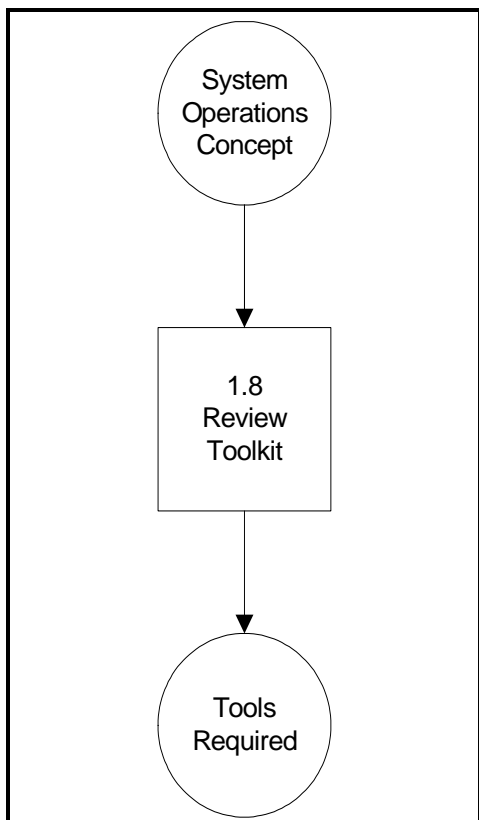 System
Operations
Concept
1.8
Review
Toolkit
Tools
Required